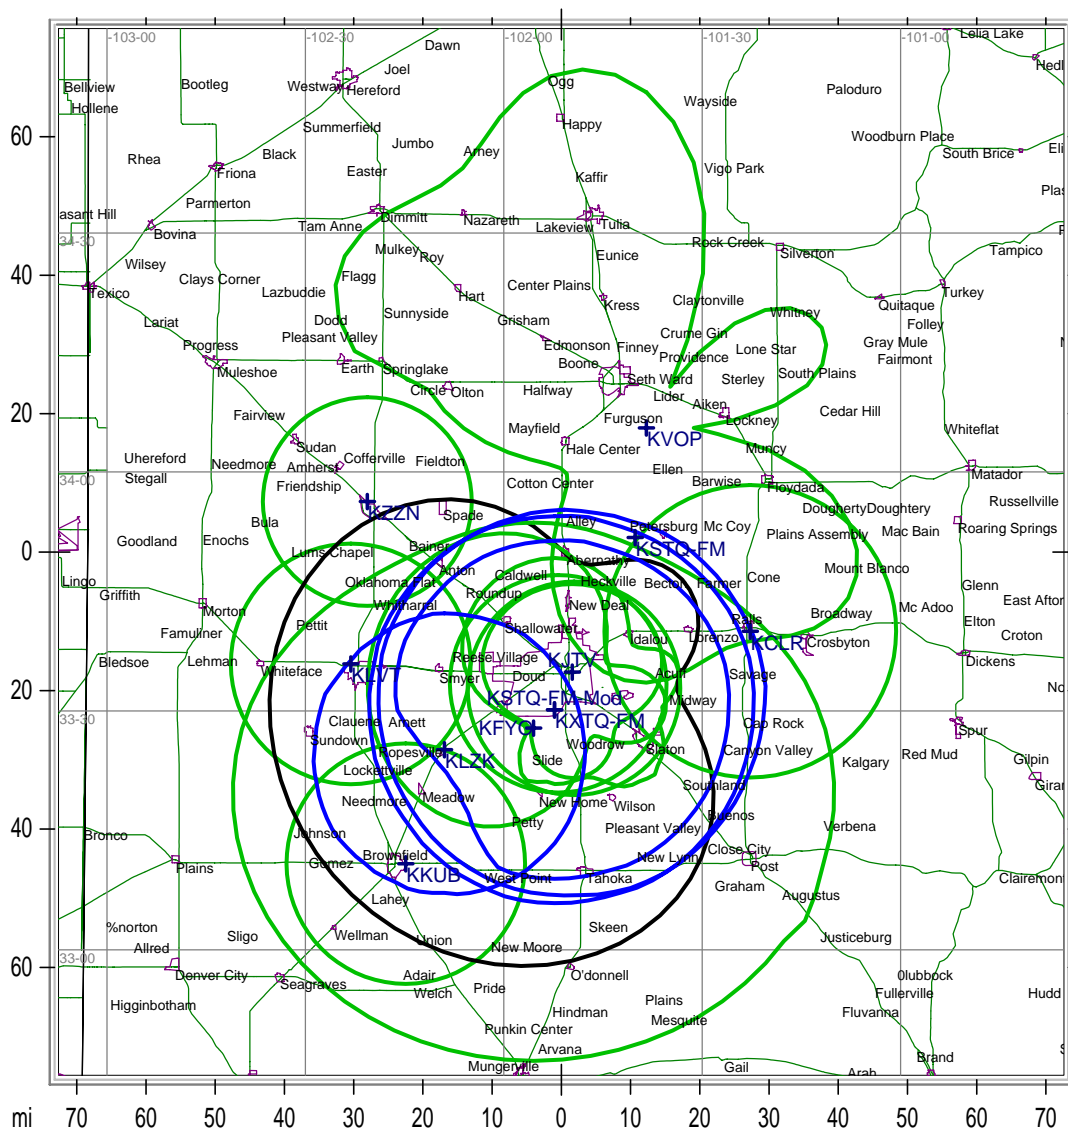 -103-00 -102-30 -102-00 -101-30 -101-00
Lelia Lake
Dawn
Joel
Hedl
Bellview
Bootleg
Westway
Hereford
Ogg
Paloduro
Hollene
Wayside
Summerfield
Happy
60
Jumbo
Woodburn Place
Rhea
Black
Arney
South Brice
Eli
Friona
Easter
Kaffir
Vigo Park
Parmerton
Plas
asant Hill
Dimmitt
Nazareth
Tulia
Bovina
Tam Anne
Lakeview
34-30
Rock Creek
Silverton
Tampico
Mulkey
Roy
Eunice
Wilsey
Clays Corner
Flagg
40
Texico
Lazbuddie
Hart
Center Plains
Kress
Claytonville
Turkey
Quitaque
Sunnyside
Whitney
Lariat
Dodd
Grisham
Folley
Pleasant Valley
Crume Gin
Progress
Edmonson
Finney
Lone Star
Gray Mule
Providence
Fairmont
Muleshoe
Earth
Springlake
Boone
South Plains
Seth Ward
Sterley
Circle
Olton
Halfway
Lider
Aiken
20
Fairview
Furguson
Lockney
Cedar Hill
Mayfield
KVOP
Whiteflat
Sudan
Hale Center
Muncy
Uhereford
Needmore
Amherst
Cofferville
Fieldton
Ellen
Matador
34-00
Stegall
Friendship
Cotton Center
Barwise
Floydada
Russellville
KZZN
Spade
Dougherty
Doughtery
Bula
Alley
Petersburg
Mc Coy
Roaring Springs
Goodland
Enochs
Lums Chapel
Bainer
KSTQ-FM
Plains Assembly
Mac Bain
0
Abernathy
Anton
Caldwell
Heckville
Becton
Farmer
Cone
Mount Blanco
Lingo
Oklahoma Flat
Glenn
Griffith
Roundup
Whitharral
New Deal
East Afton
Morton
Pettit
Mc Adoo
Broadway
Ralls
Elton
Famuliner
Shallowater
Idalou
Lorenzo
KCLR
Crosbyton
Croton
Bledsoe
Lehman
Whiteface
Reese Village
KJTV
Dickens
KLVT
Smyer
Doud
Acuff
Savage
20
KSTQ-FM-Mod
Midway
33-30
Clauene
Arnett
KXTQ-FM
Cap Rock
Spur
Sundown
KFYO
Ropesville
Woodrow
Slaton
Canyon Valley
Red Mud
KLZK
Slide
Kalgary
Gilpin
Lockettville
Southland
Girar
Needmore
Meadow
New Home
Wilson
Buenos
40
Bronco
Johnson
Petty
Pleasant Valley
Verbena
Close City
Gomez
Brownfield
New Lynn
Plains
KKUB
West Point
Tahoka
Post
Clairemont
Graham
Lahey
Augustus
%norton
Skeen
Sligo
Wellman
Union
New Moore
Justiceburg
Allred
33-00
60
Denver City
Adair
O'donnell
0lubbock
Seagraves
Pride
Fullerville
Hudd
Welch
Higginbotham
Plains
Hindman
Fluvanna
Mesquite
Punkin Center
Arvana
Mungerville
Gail
Brand
Arah
mi 70 60 50 40 30 20 10 0 10 20 30 40 50 60 70